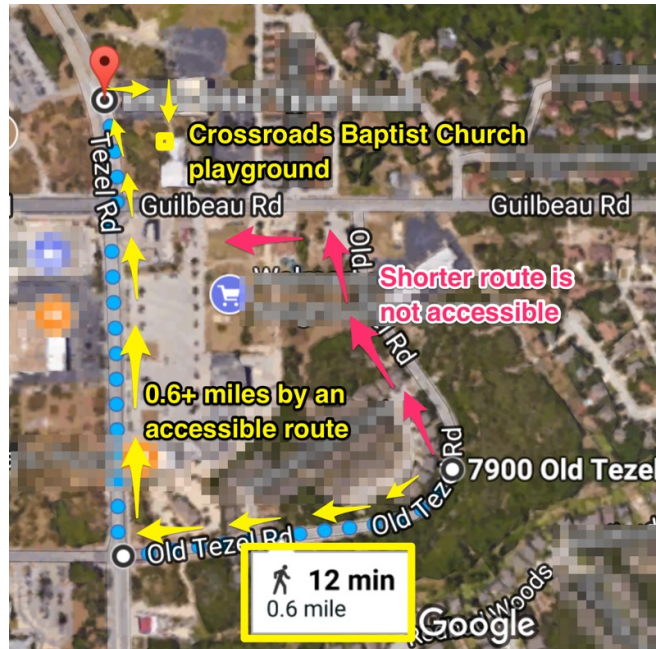 Crossroads Baptist Church
playground
Tezel Rd
Guilbeau Rd
Guilbeau Rd
Old
Shorter route is
not accessible
Rd
0.6+ miles by an
accessible route
Rd
7900 Old Tezel
Old Tez
Old Tezel Rd
12 min
0.6 mile
Woods
Google